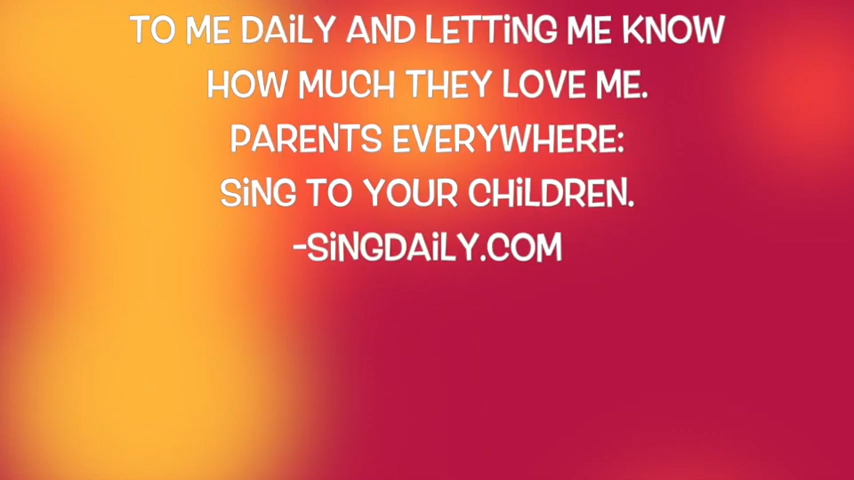 TO ME DAiLY AND LETTiNG ME KNOW
HOW MUCH THEY LOVE ME.
PARENTS EVERYWHERE:
SiNG TO YOUR CHiLDREN.
-SiNGDAiLY.COM